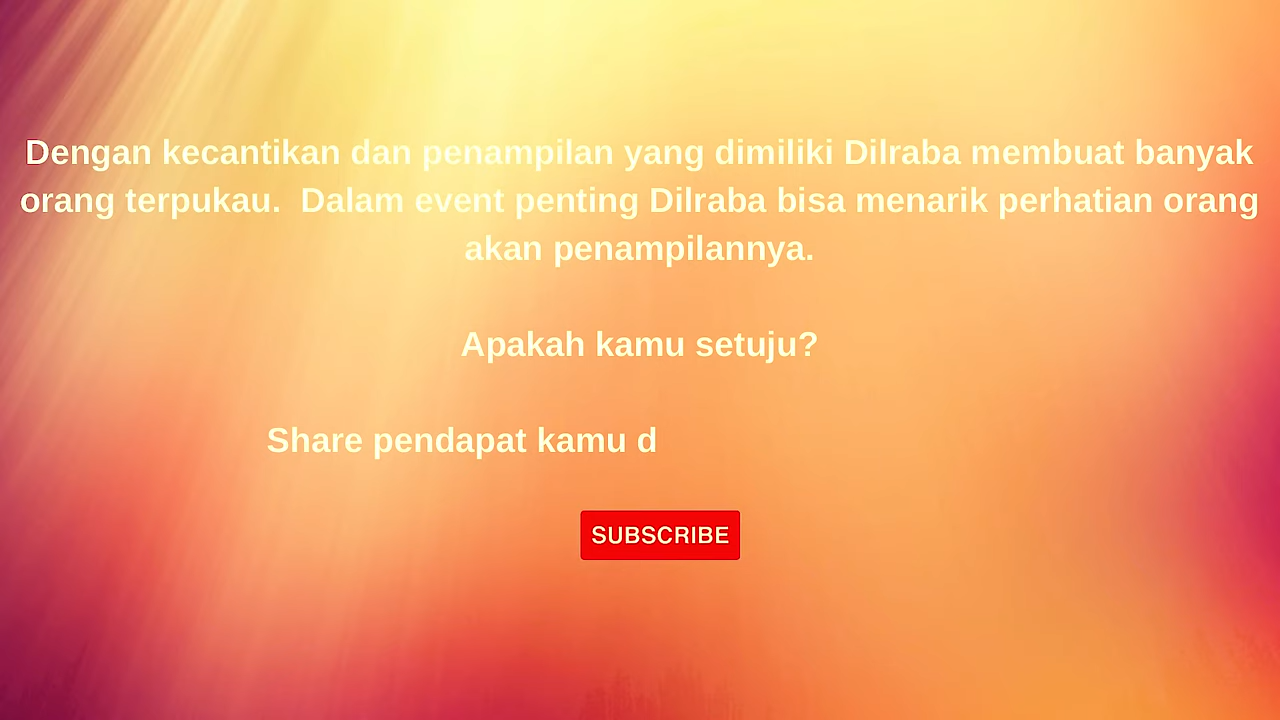 Dengan kecantikan dan penampilan yang dimiliki Dilraba membuat banyak
orang terpukau.  Dalam event penting Dilraba bisa menarik perhatian orang
akan penampilannya.
Apakah kamu setuju?
Share pendapat kamu d
SUBSCRIBE